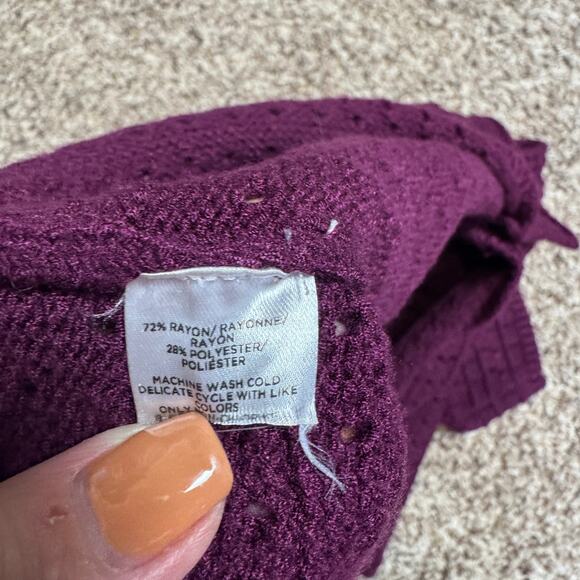 72% RAYON/RAYONNE/
RAYON
28% POLYESTER/
POLIÉSTER
MACHINE WASH COLD
DELICATE CYCLE WITH LIKE
COLORS
ONLY